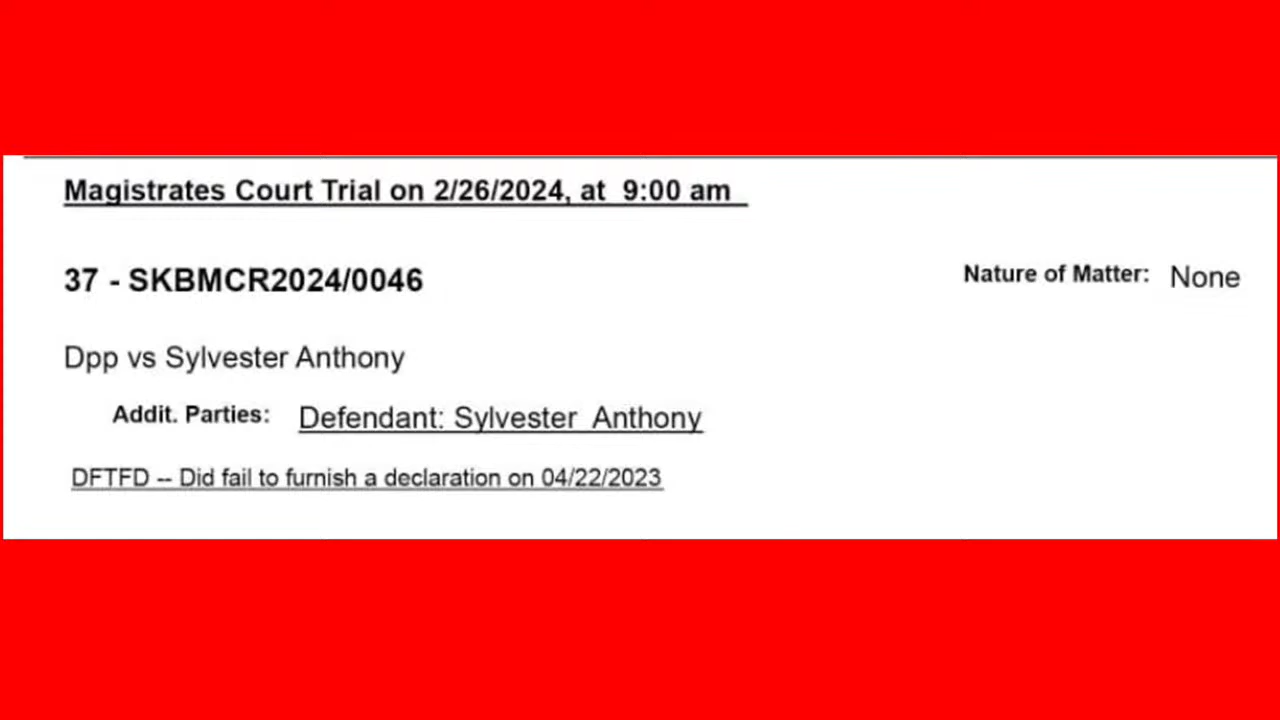 Magistrates Court Trial on 2/26/2024, at 9:00 am
37 - SKBMCR2024/0046 Nature of Matter: None
Dpp vs Sylvester Anthony
Addit. Parties: Defendant: Sylvester Anthony
DFTFD -- Did fail to furnish a declaration on 04/22/2023